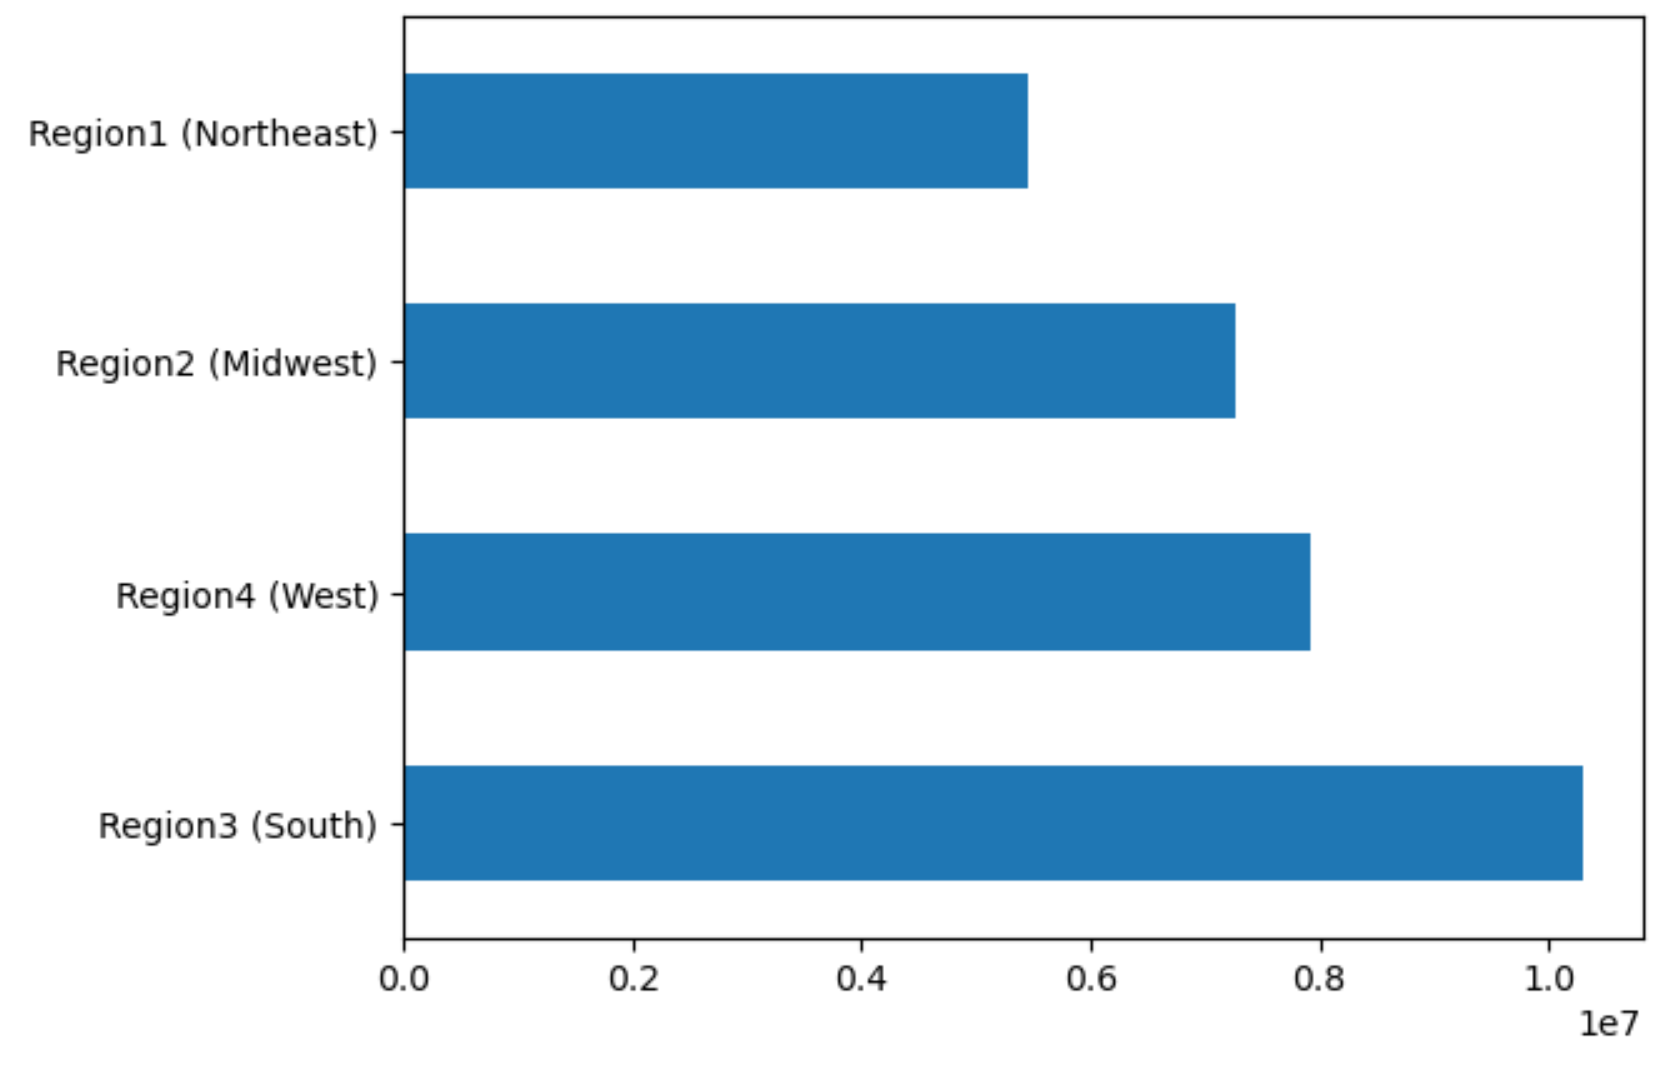 Region1 (Northeast)
Region2 (Midwest)
Region4 (West)
Region3 (South)
0.0 0.2 0.4 0.6 0.8 1.0
1e7